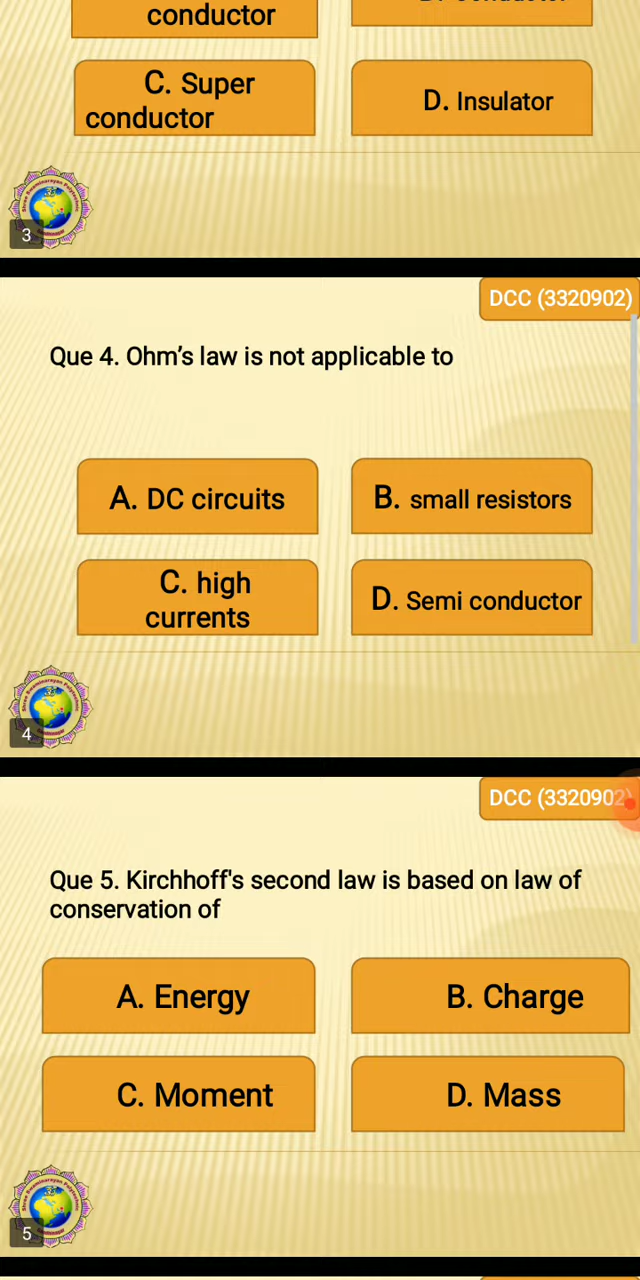 conductor
C. Super
conductor
D. Insulator
3
DCC (3320902)
Que 4. Ohm's law is not applicable to
A. DC circuits
B. small resistors
C. high
currents
D. Semi conductor
4
DCC (3320902)
Que 5. Kirchhoff's second law is based on law of
conservation of
A. Energy
B. Charge
C. Moment
D. Mass
5